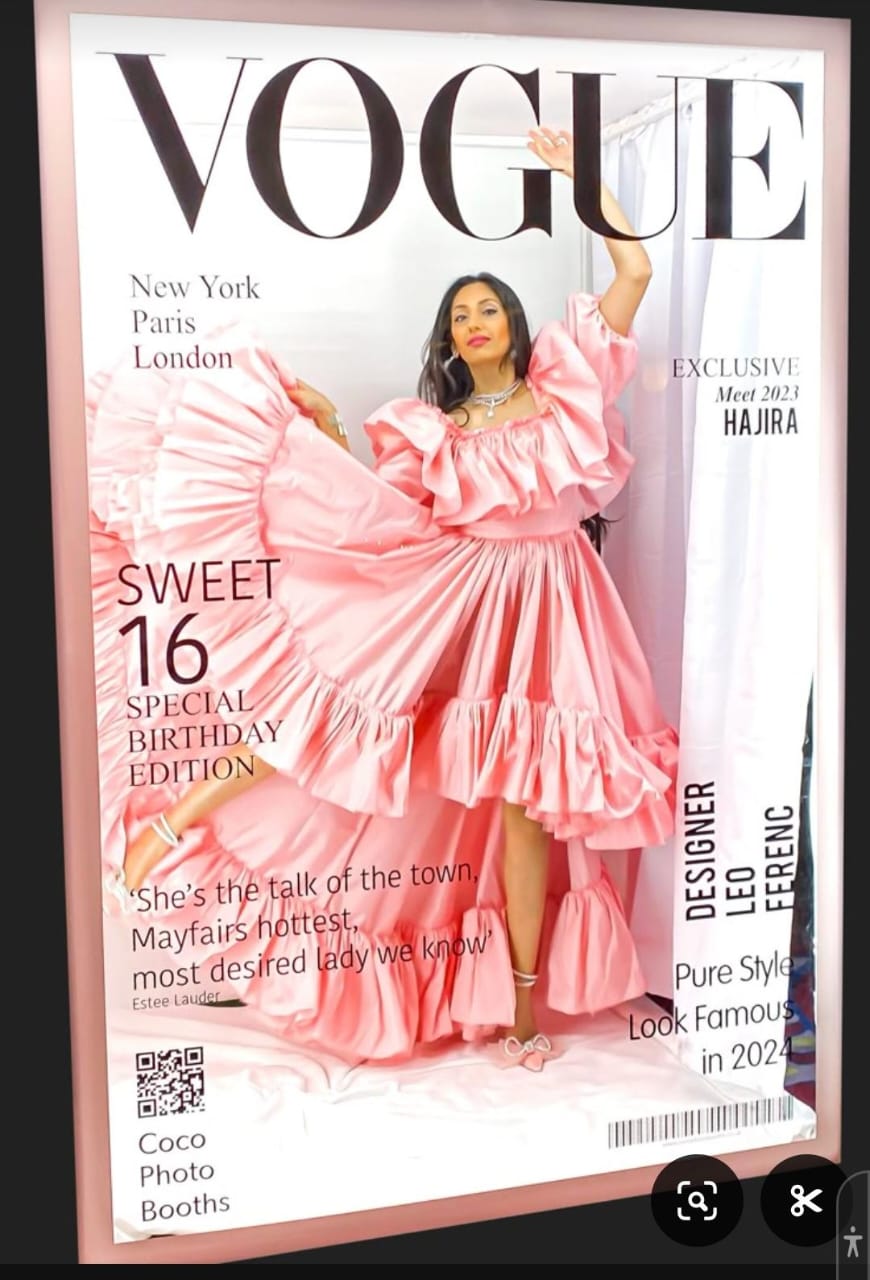 VOGUE
New York
Paris
London
EXCLUSIVE
Meet 2023
HAJIRA
SWEET
16
SPECIAL
BIRTHDAY
EDITION
‘She’s the talk of the town,
Mayfairs hottest,
most desired lady we know’
Estee Lauder
DESIGNER
LEO
FERENC
Pure Style
Look Famous
in 2024
Coco
Photo
Booths